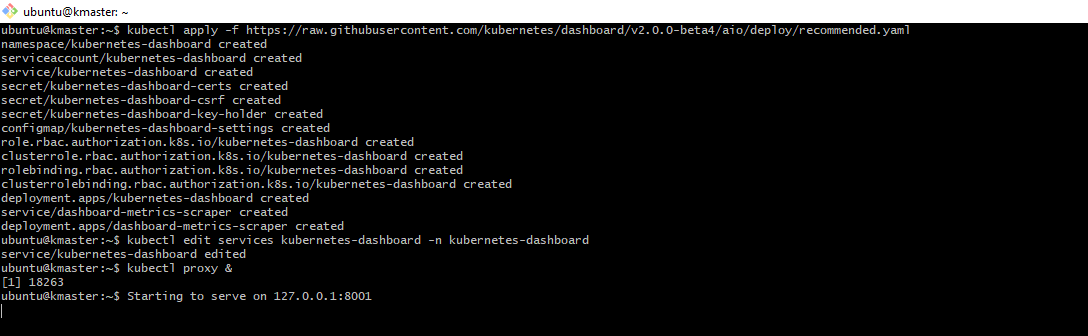 ubuntu@kmaster: ~
ubuntu@kmaster:~$ kubectl apply -f https://raw.githubusercontent.com/kubernetes/dashboard/v2.0.0-beta4/aio/deploy/recommended.yaml
namespace/kubernetes-dashboard created
serviceaccount/kubernetes-dashboard created
service/kubernetes-dashboard created
secret/kubernetes-dashboard-certs created
secret/kubernetes-dashboard-csrf created
secret/kubernetes-dashboard-key-holder created
configmap/kubernetes-dashboard-settings created
role.rbac.authorization.k8s.io/kubernetes-dashboard created
clusterrole.rbac.authorization.k8s.io/kubernetes-dashboard created
rolebinding.rbac.authorization.k8s.io/kubernetes-dashboard created
clusterrolebinding.rbac.authorization.k8s.io/kubernetes-dashboard created
deployment.apps/kubernetes-dashboard created
service/dashboard-metrics-scraper created
deployment.apps/dashboard-metrics-scraper created
ubuntu@kmaster:~$ kubectl edit services kubernetes-dashboard -n kubernetes-dashboard
service/kubernetes-dashboard edited
ubuntu@kmaster:~$ kubectl proxy &
[1] 18263
ubuntu@kmaster:~$ Starting to serve on 127.0.0.1:8001